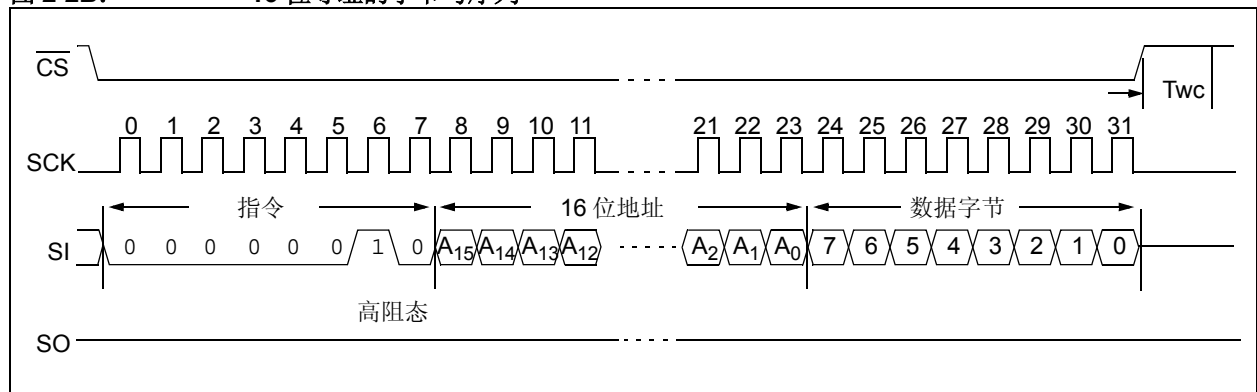 CS
Twc
0 1 2 3 4 5 6 7 8 9 10 11 21 22 23 24 25 26 27 28 29 30 31
SCK
指令 16 位地址 数据字节
SI 0 0 0 0 0 0 1 0 A15 A14 A13 A12 A2 A1 A0 7 6 5 4 3 2 1 0
高阻态
SO